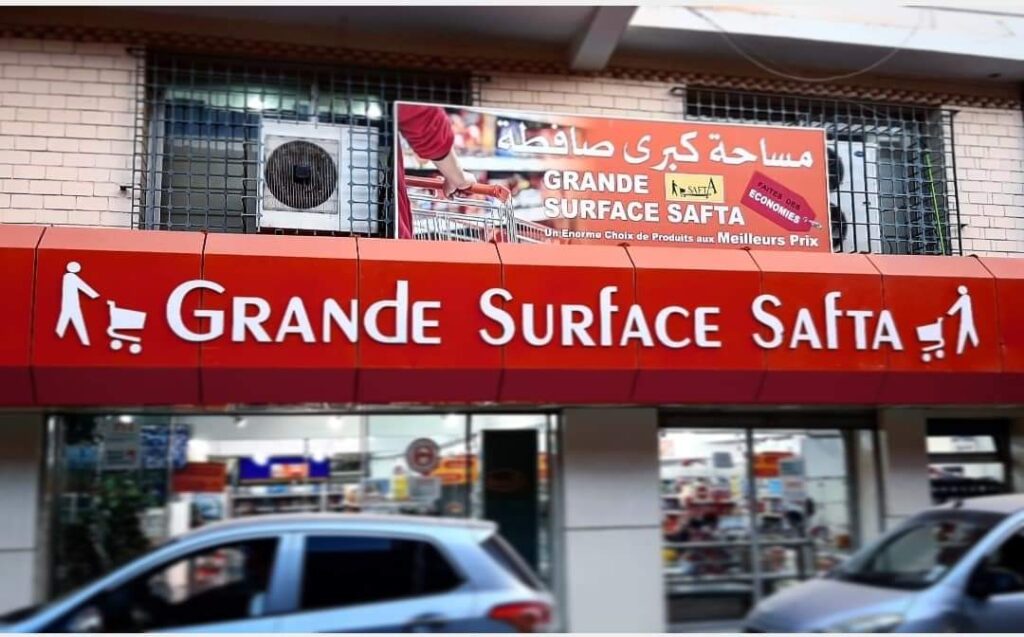 مساحة كبرى صافطة
GRANDE
SURFACE SAFTA
SAFTA
FAITES DES
ECONOMIES
Un Enorme Choix de Produits aux Meilleurs Prix
GRANdE SURfACE SAfTA